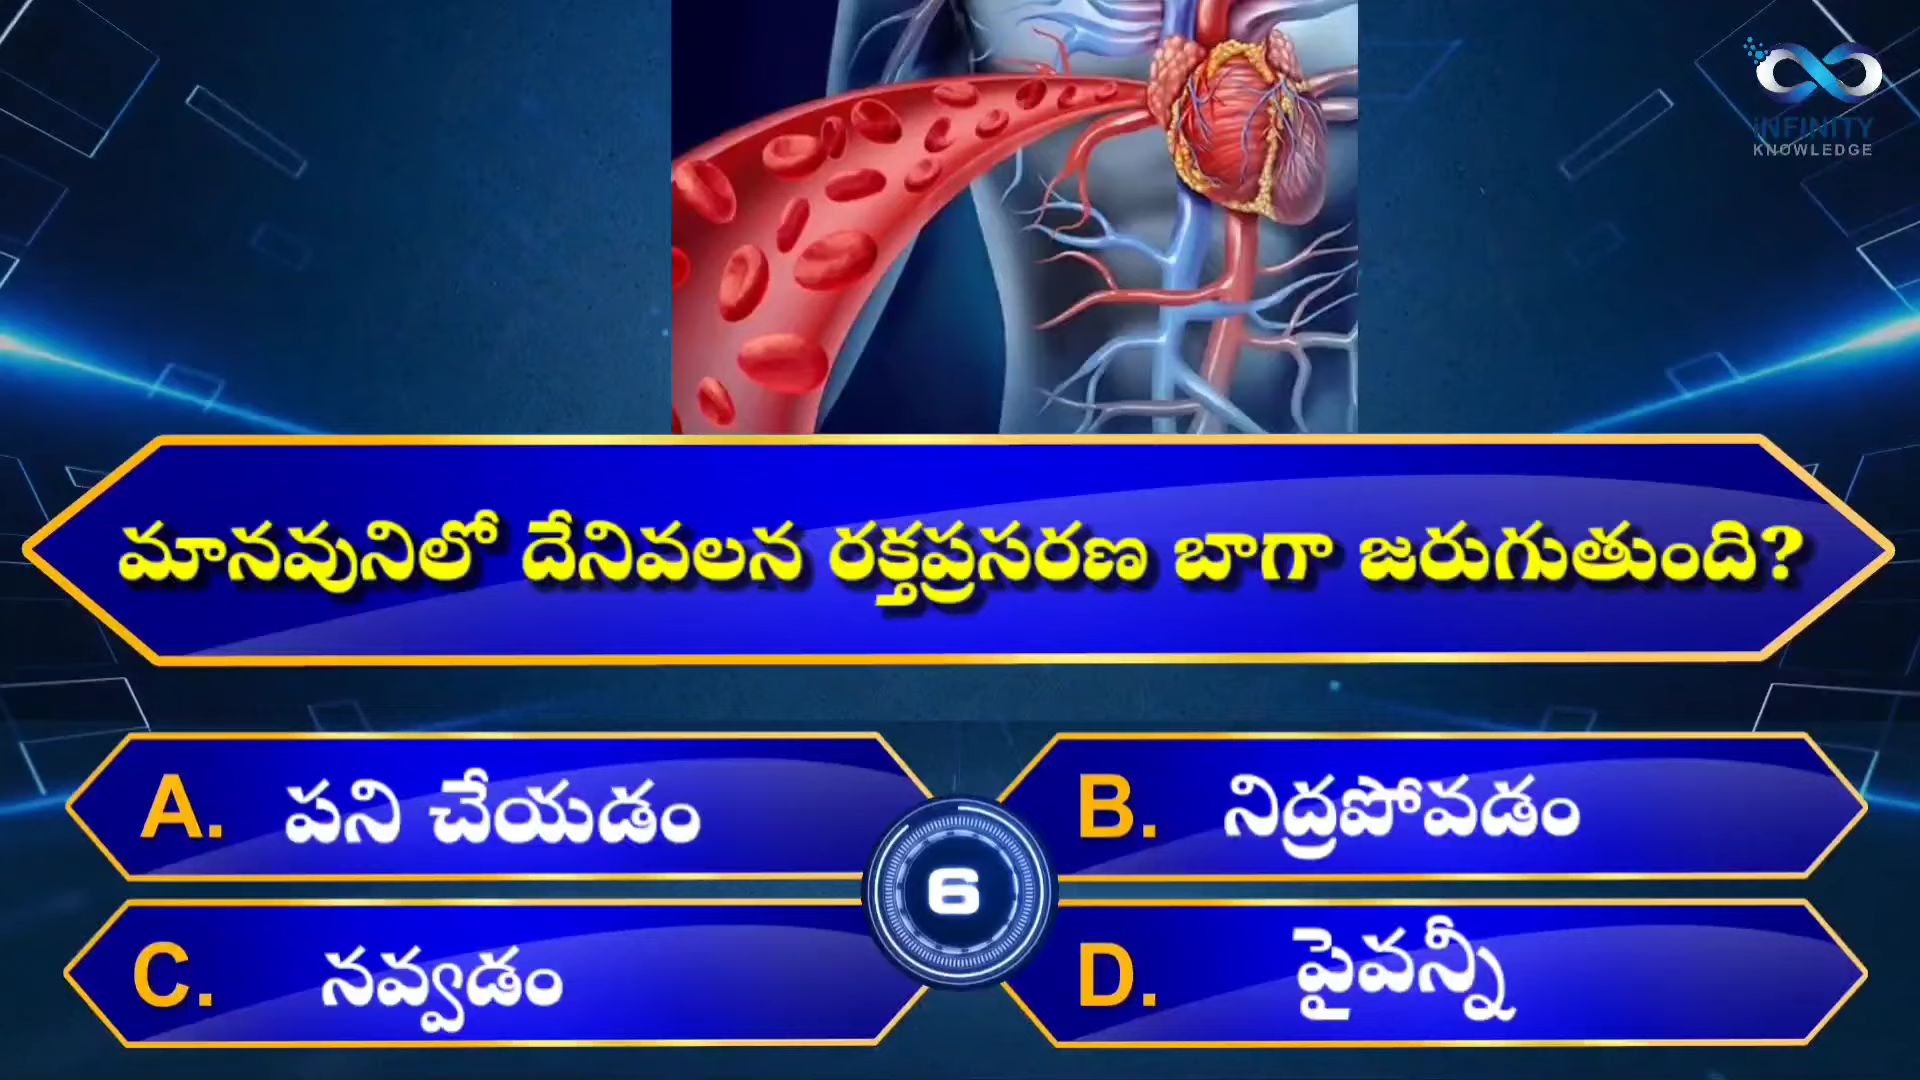 iNFINITY
KNOWLEDGE
మానవునిలో దేనివలన రక్తప్రసరణ బాగా జరుగుతుంది?
A. పని చేయడం
B. నిద్రపోవడం
6
C. నవ్వడం
D. పైవన్నీ